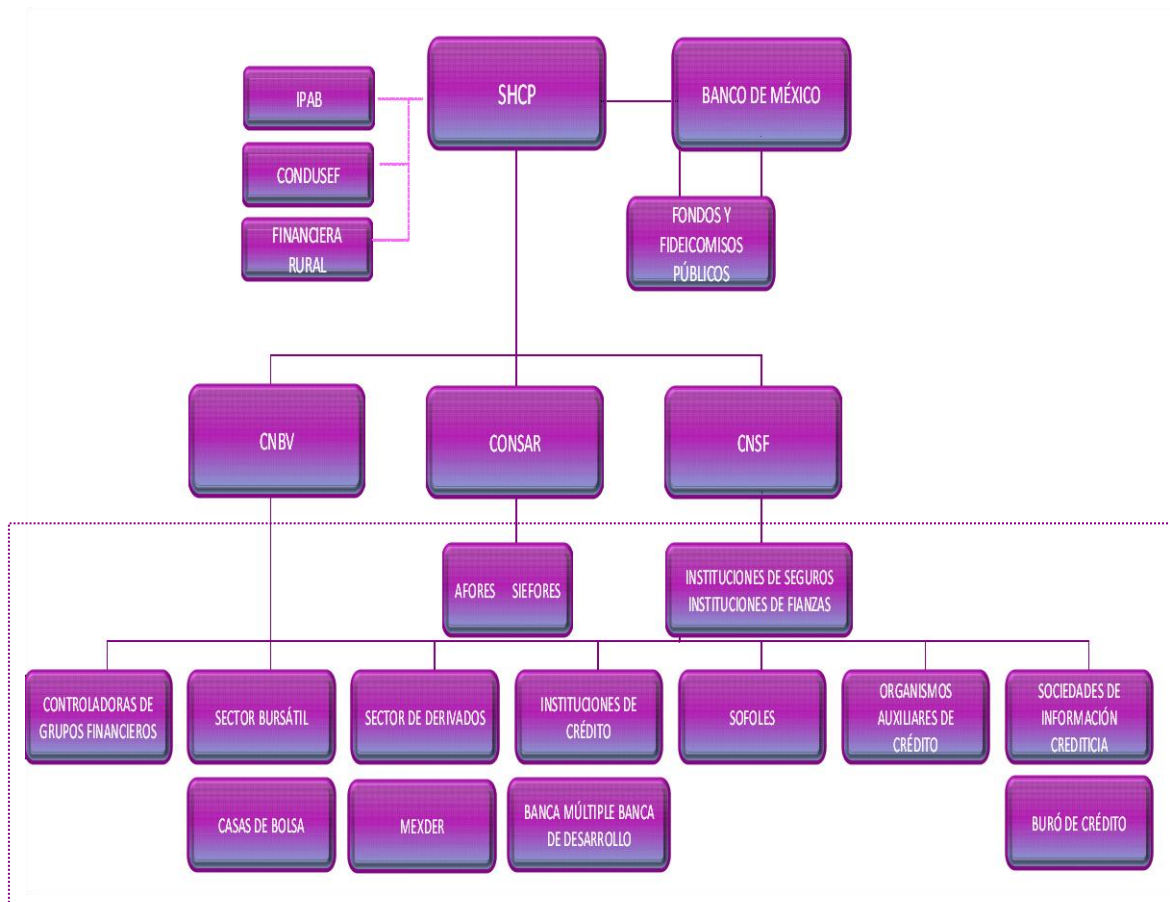 SHCP
BANCO DE MÉXICO
IPAB
CONDUSEF
FINANCIERA
RURAL
FONDOS Y
FIDEICOMISOS
PÚBLICOS
CNBV
CONSAR
CNSF
AFORES SIEFORES
INSTITUCIONES DE SEGUROS
INSTITUCIONES DE FIANZAS
CONTROLADORAS DE
GRUPOS FINANCIEROS
SECTOR BURSÁTIL
SECTOR DE DERIVADOS
INSTITUCIONES DE
CRÉDITO
SOFOLES
ORGANISMOS
AUXILIARES DE
CRÉDITO
SOCIEDADES DE
INFORMACIÓN
CREDITICIA
CASAS DE BOLSA
MEXDER
BANCA MÚLTIPLE BANCA
DE DESARROLLO
BURÓ DE CRÉDITO